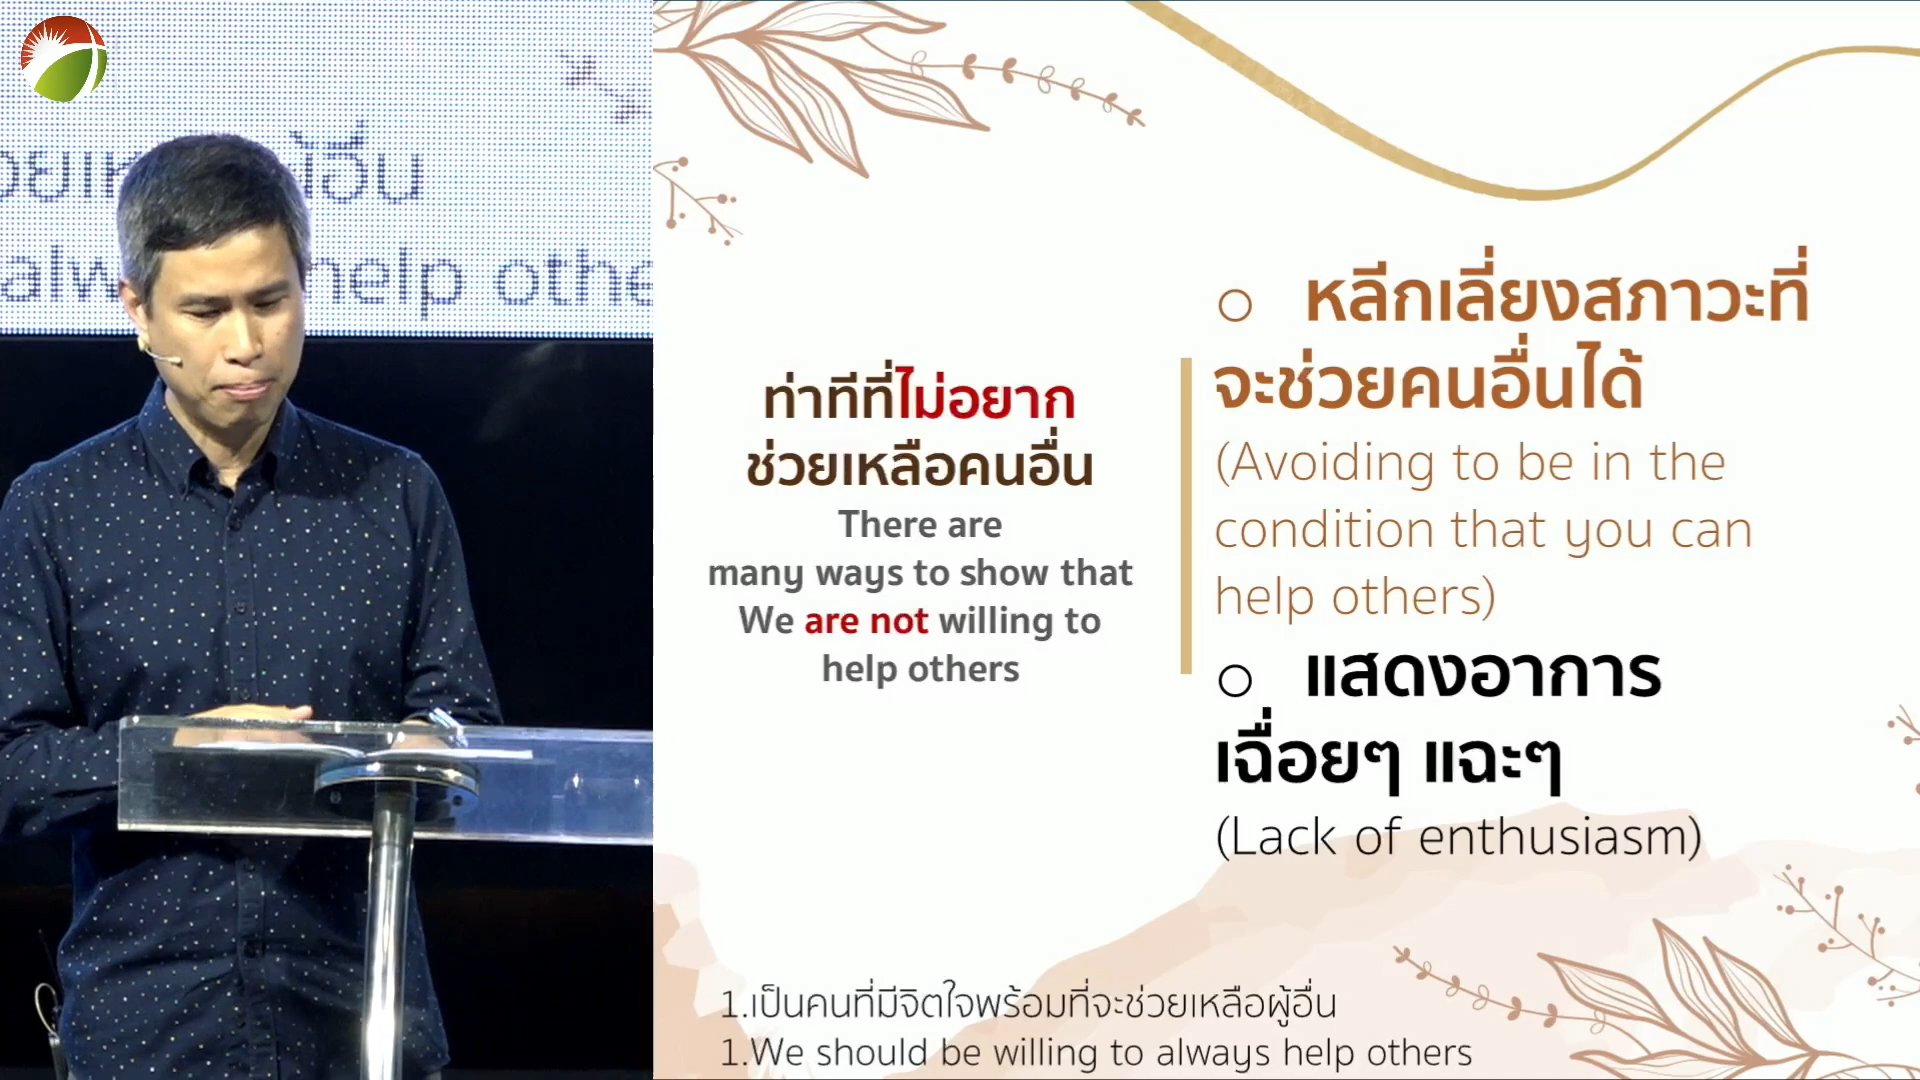 ผู้อื่น
help othe
ท่าทีที่ไม่อยาก
ช่วยเหลือคนอื่น
There are
many ways to show that
We are not willing to
help others
o หลีกเลี่ยงสภาวะที่
จะช่วยคนอื่นได้
(Avoiding to be in the
condition that you can
help others)
o แสดงอาการ
เฉื่อยๆ แฉะๆ
(Lack of enthusiasm)
1.เป็นคนที่มีจิตใจพร้อมที่จะช่วยเหลือผู้อื่น
1.We should be willing to always help others